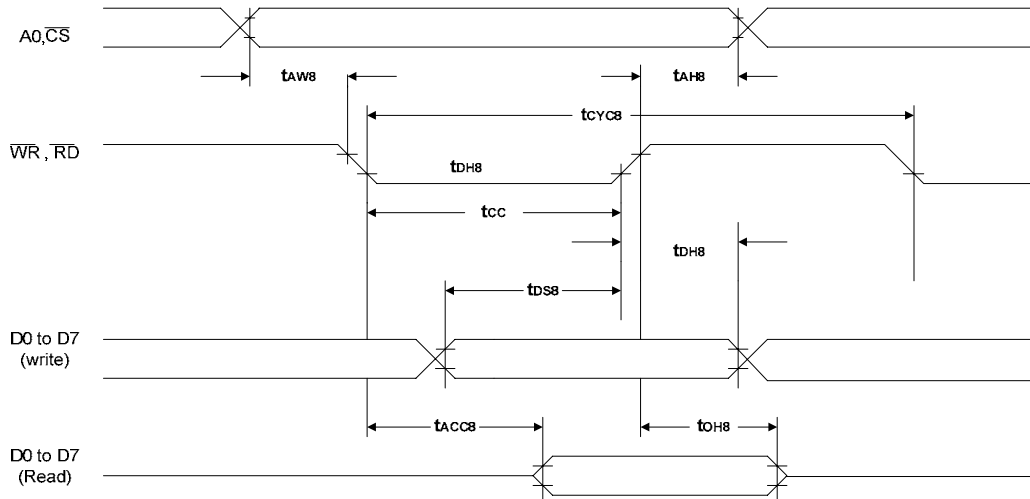 A0,CS
tAW8
tAH8
tCYC8
WR , RD
tDH8
tCC
tDH8
tDS8
D0 to D7
(write)
tACC8
tOH8
D0 to D7
(Read)